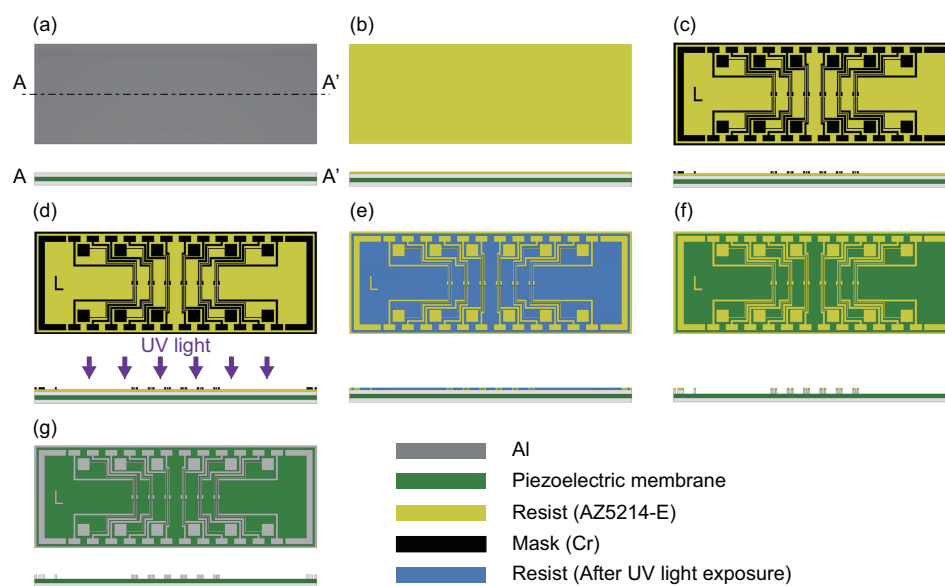 (a)
(b)
(c)
A
A'
A
A'
L
(d)
(e)
(f)
L
L
L
UV light
(g)
L
Al
Piezoelectric membrane
Resist (AZ5214-E)
Mask (Cr)
Resist (After UV light exposure)